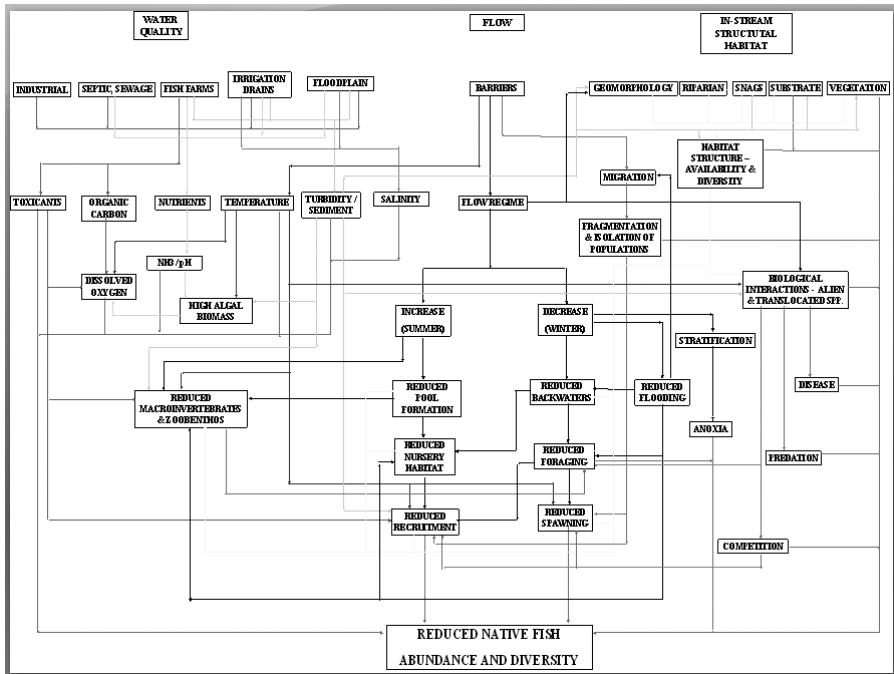 WATER
QUALITY
FLOW
IN-STREAM
STRUCTUTAL
HABITAT
INDUSTRIAL
SEPTIC, SEWAGE
FISH FARMS
IRRIGATION
DRAINS
FLOODPLAIN
BARRIERS
GEOMORPHOLOGY
RIPARIAN
SNAGS
SUBSTRATE
VEGETATION
HABITAT
STRUCTURE –
AVAILABILITY &
DIVERSITY
MIGRATION
TOXICANTS
ORGANIC
CARBON
NUTRIENTS
TEMPERATURE
TURBIDITY /
SEDIMENT
SALINITY
FLOW REGIME
FRAGMENTATION
& ISOLATION OF
POPULATIONS
NH3/pH
DISSOLVED
OXYGEN
HIGH ALGAL
BIOMASS
BIOLOGICAL
INTERACTIONS - ALIEN
& TRANSLOCATED SPP.
INCREASE
(SUMMER)
DECREASE
(WINTER)
STRATIFICATION
REDUCED
MACROINVERTEBRATES
& ZOOBENTHOS
REDUCED
POOL
FORMATION
REDUCED
BACKWATERS
REDUCED
FLOODING
DISEASE
ANOXIA
REDUCED
NURSERY
HABITAT
REDUCED
FORAGING
PREDATION
REDUCED
RECRUITMENT
REDUCED
SPAWNING
COMPETITION
REDUCED NATIVE FISH
ABUNDANCE AND DIVERSITY